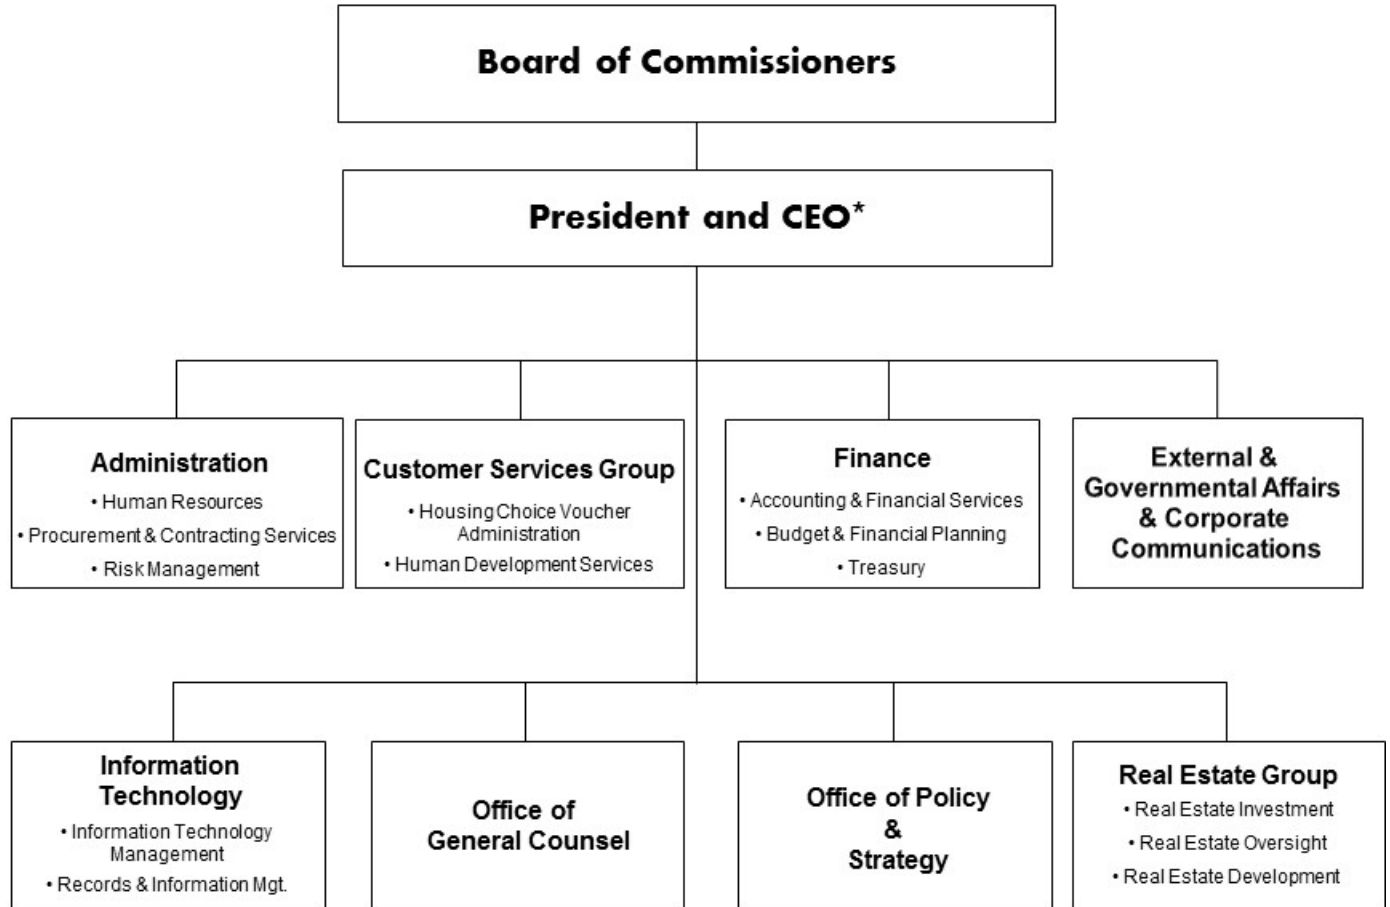 Board of Commissioners
President and CEO*
Administration
• Human Resources
• Procurement & Contracting Services
• Risk Management
Customer Services Group
• Housing Choice Voucher
Administration
• Human Development Services
Finance
• Accounting & Financial Services
• Budget & Financial Planning
• Treasury
External &
Governmental Affairs
& Corporate
Communications
Information
Technology
• Information Technology
Management
• Records & Information Mgt.
Office of
General Counsel
Office of Policy
&
Strategy
Real Estate Group
• Real Estate Investment
• Real Estate Oversight
• Real Estate Development